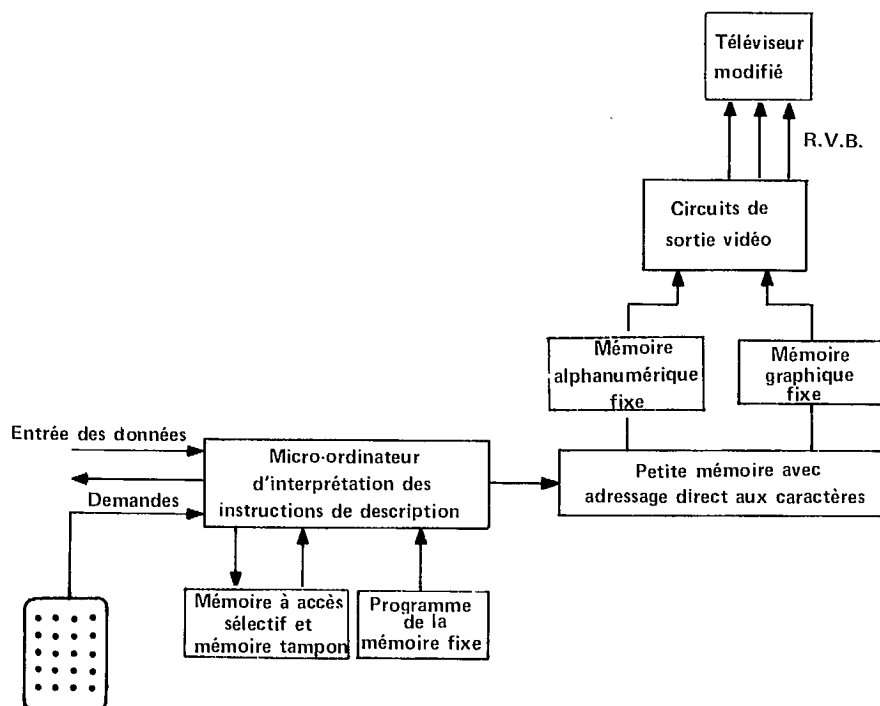 Téléviseur
modifié
R.V.B.
Circuits de
sortie vidéo
Mémoire
alphanumérique
fixe
Mémoire
graphique
fixe
Entrée des données
Micro-ordinateur
d'interprétation des
instructions de description
Demandes
Petite mémoire avec
adressage direct aux caractères
Mémoire à accès
sélectif et
mémoire tampon
Programme
de la
mémoire fixe